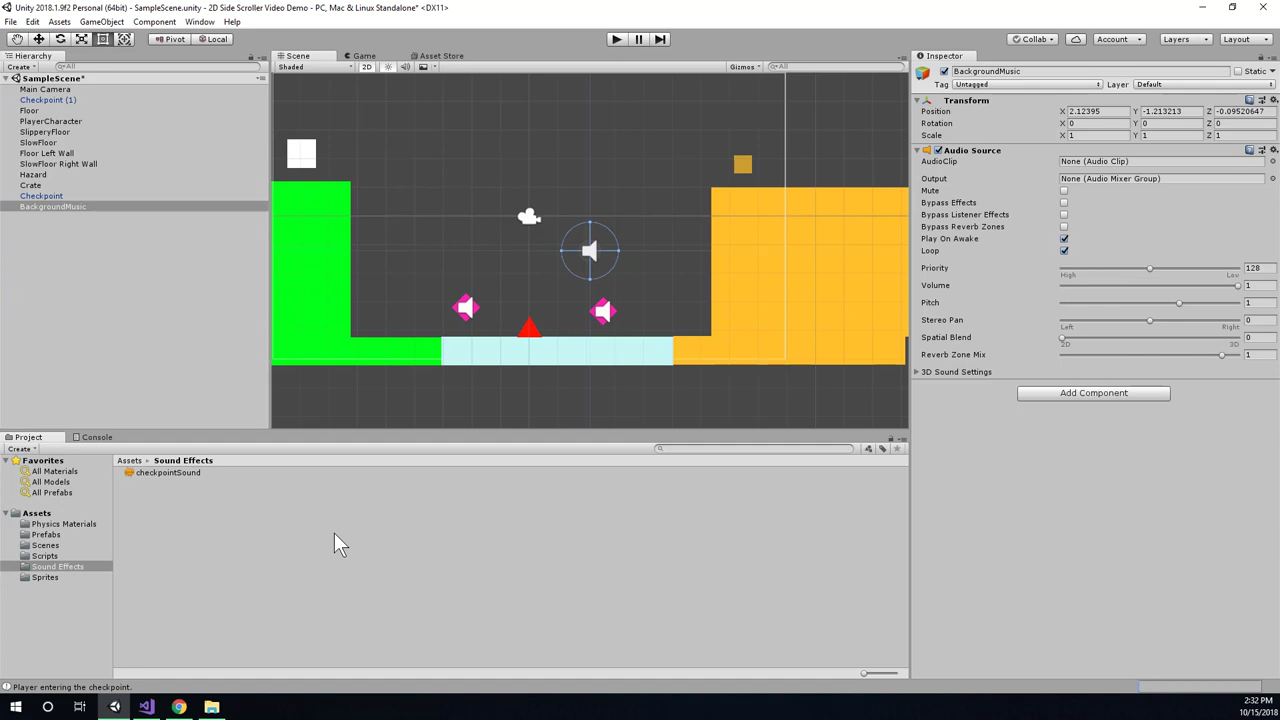 Unity 2018.1.9f2 Personal (64bit) - SampleScene.unity - 2D Side Scroller Video Demo - PC, Mac & Linux Standalone* <DX11>
File Edit Assets GameObject Component Window Help
Pivot Local Collab Account Layers Layout
Hierarchy
Create All
SampleScene*
Main Camera
Checkpoint (1)
Floor
PlayerCharacter
SlipperyFloor
SlowFloor
Floor Left Wall
SlowFloor Right Wall
Hazard
Crate
Checkpoint
BackgroundMusic
Scene Game Asset Store
Shaded 2D Gizmos All
Inspector
BackgroundMusic Static
Tag Untagged Layer Default
Transform
Position X 2.12395 Y -1.213213 Z -0.09520647
Rotation X 0 Y 0 Z 0
Scale X 1 Y 1 Z 1
Audio Source
AudioClip None (Audio Clip)
Output None (Audio Mixer Group)
Mute
Bypass Effects
Bypass Listener Effects
Bypass Reverb Zones
Play On Awake
Loop
Priority 128
High Low
Volume 1
Pitch 1
Stereo Pan 0
Left Right
Spatial Blend 0
2D 3D
Reverb Zone Mix 1
3D Sound Settings
Add Component
Project Console
Create
Favorites
All Materials
All Models
All Prefabs
Assets
Physics Materials
Prefabs
Scenes
Scripts
Sound Effects
Sprites
Assets Sound Effects
checkpointSound
Player entering the checkpoint.
2:32 PM
10/15/2018